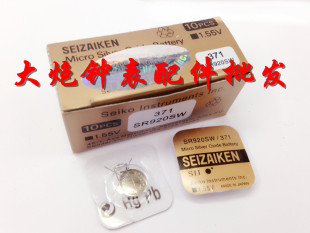 10PCS
SEIZAIKEN
Micro Silver Oxide Battery
1.55V
大炮钟表配件批发
Seiko Instruments Inc.
371
SR920SW
10PCS
1.55V
SR920SW / 371
Micro Silver Oxide Battery
SEIZAIKEN
Hg Pb